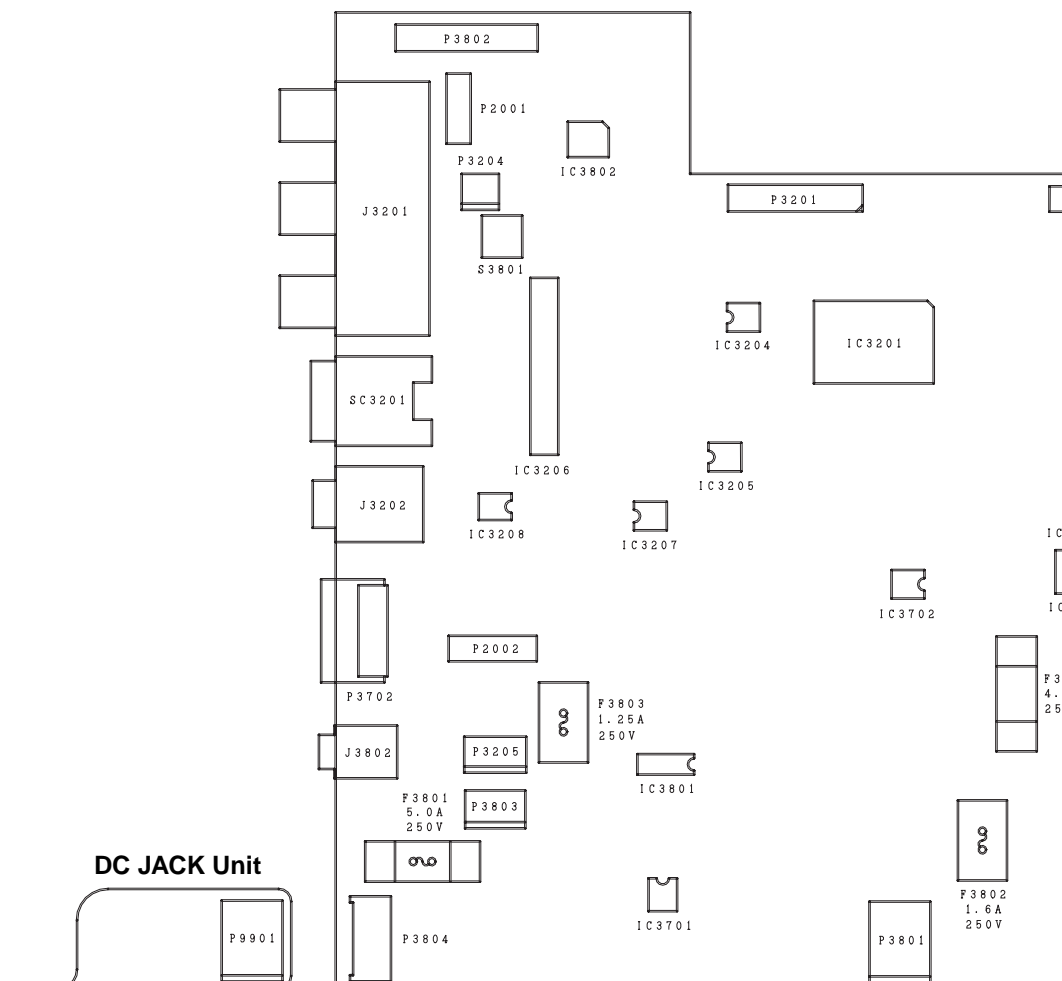 P3802
P2001
P3204
IC3802
J3201
P3201
S3801
IC3204
IC3201
SC3201
IC3206
IC3205
J3202
IC3208
IC3207
IC3702
P2002
P3702
F3803
1.25A
250V
J3802
P3205
IC3801
F3801
5.0A
250V
P3803
DC JACK Unit
F3802
1.6A
250V
IC3701
P9901
P3804
P3801